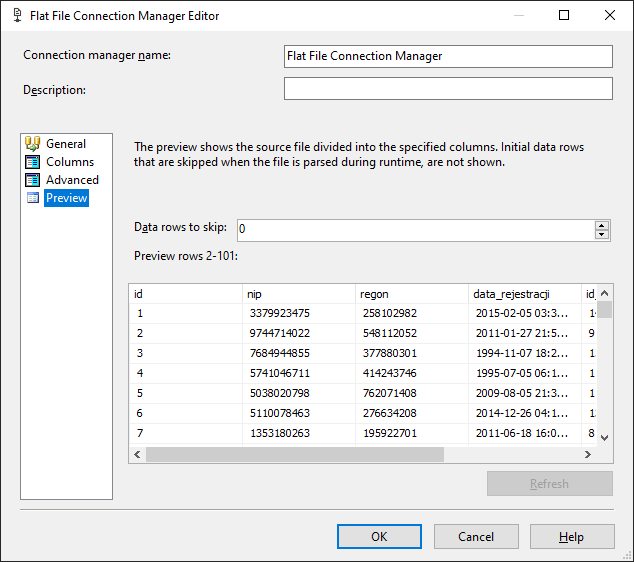 Flat File Connection Manager Editor
Connection manager name: Flat File Connection Manager
Description:
General
Columns
Advanced
Preview
The preview shows the source file divided into the specified columns. Initial data rows
that are skipped when the file is parsed during runtime, are not shown.
Data rows to skip: 0
Preview rows 2-101:
id nip regon data_rejestracji id_
1 3379923475 258102982 2015-02-05 03:3...
2 9744714022 548112052 2011-01-27 21:5... 9
3 7684944855 377880301 1994-11-07 18:2...
4 5741046711 414243746 1995-07-05 06:1...
5 5038020798 762071408 2009-08-05 21:3...
6 5110078463 276634208 2014-12-26 04:1...
7 1353180263 195922701 2011-06-18 16:0... 8
Refresh
OK Cancel Help